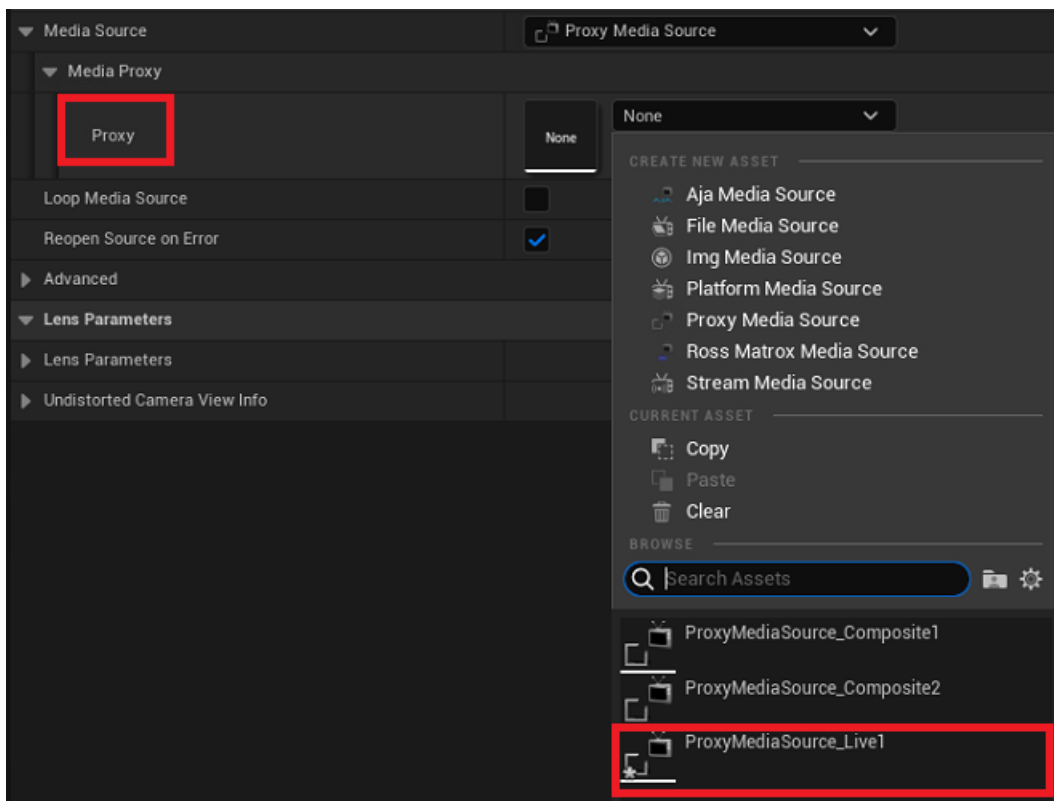 Media Source
Proxy Media Source
Media Proxy
Proxy
None
None
CREATE NEW ASSET
Aja Media Source
Loop Media Source
File Media Source
Reopen Source on Error
Img Media Source
Advanced
Platform Media Source
Lens Parameters
Proxy Media Source
Lens Parameters
Ross Matrox Media Source
Undistorted Camera View Info
Stream Media Source
CURRENT ASSET
Copy
Paste
Clear
BROWSE
Search Assets
ProxyMediaSource_Composite1
ProxyMediaSource_Composite2
ProxyMediaSource_Live1